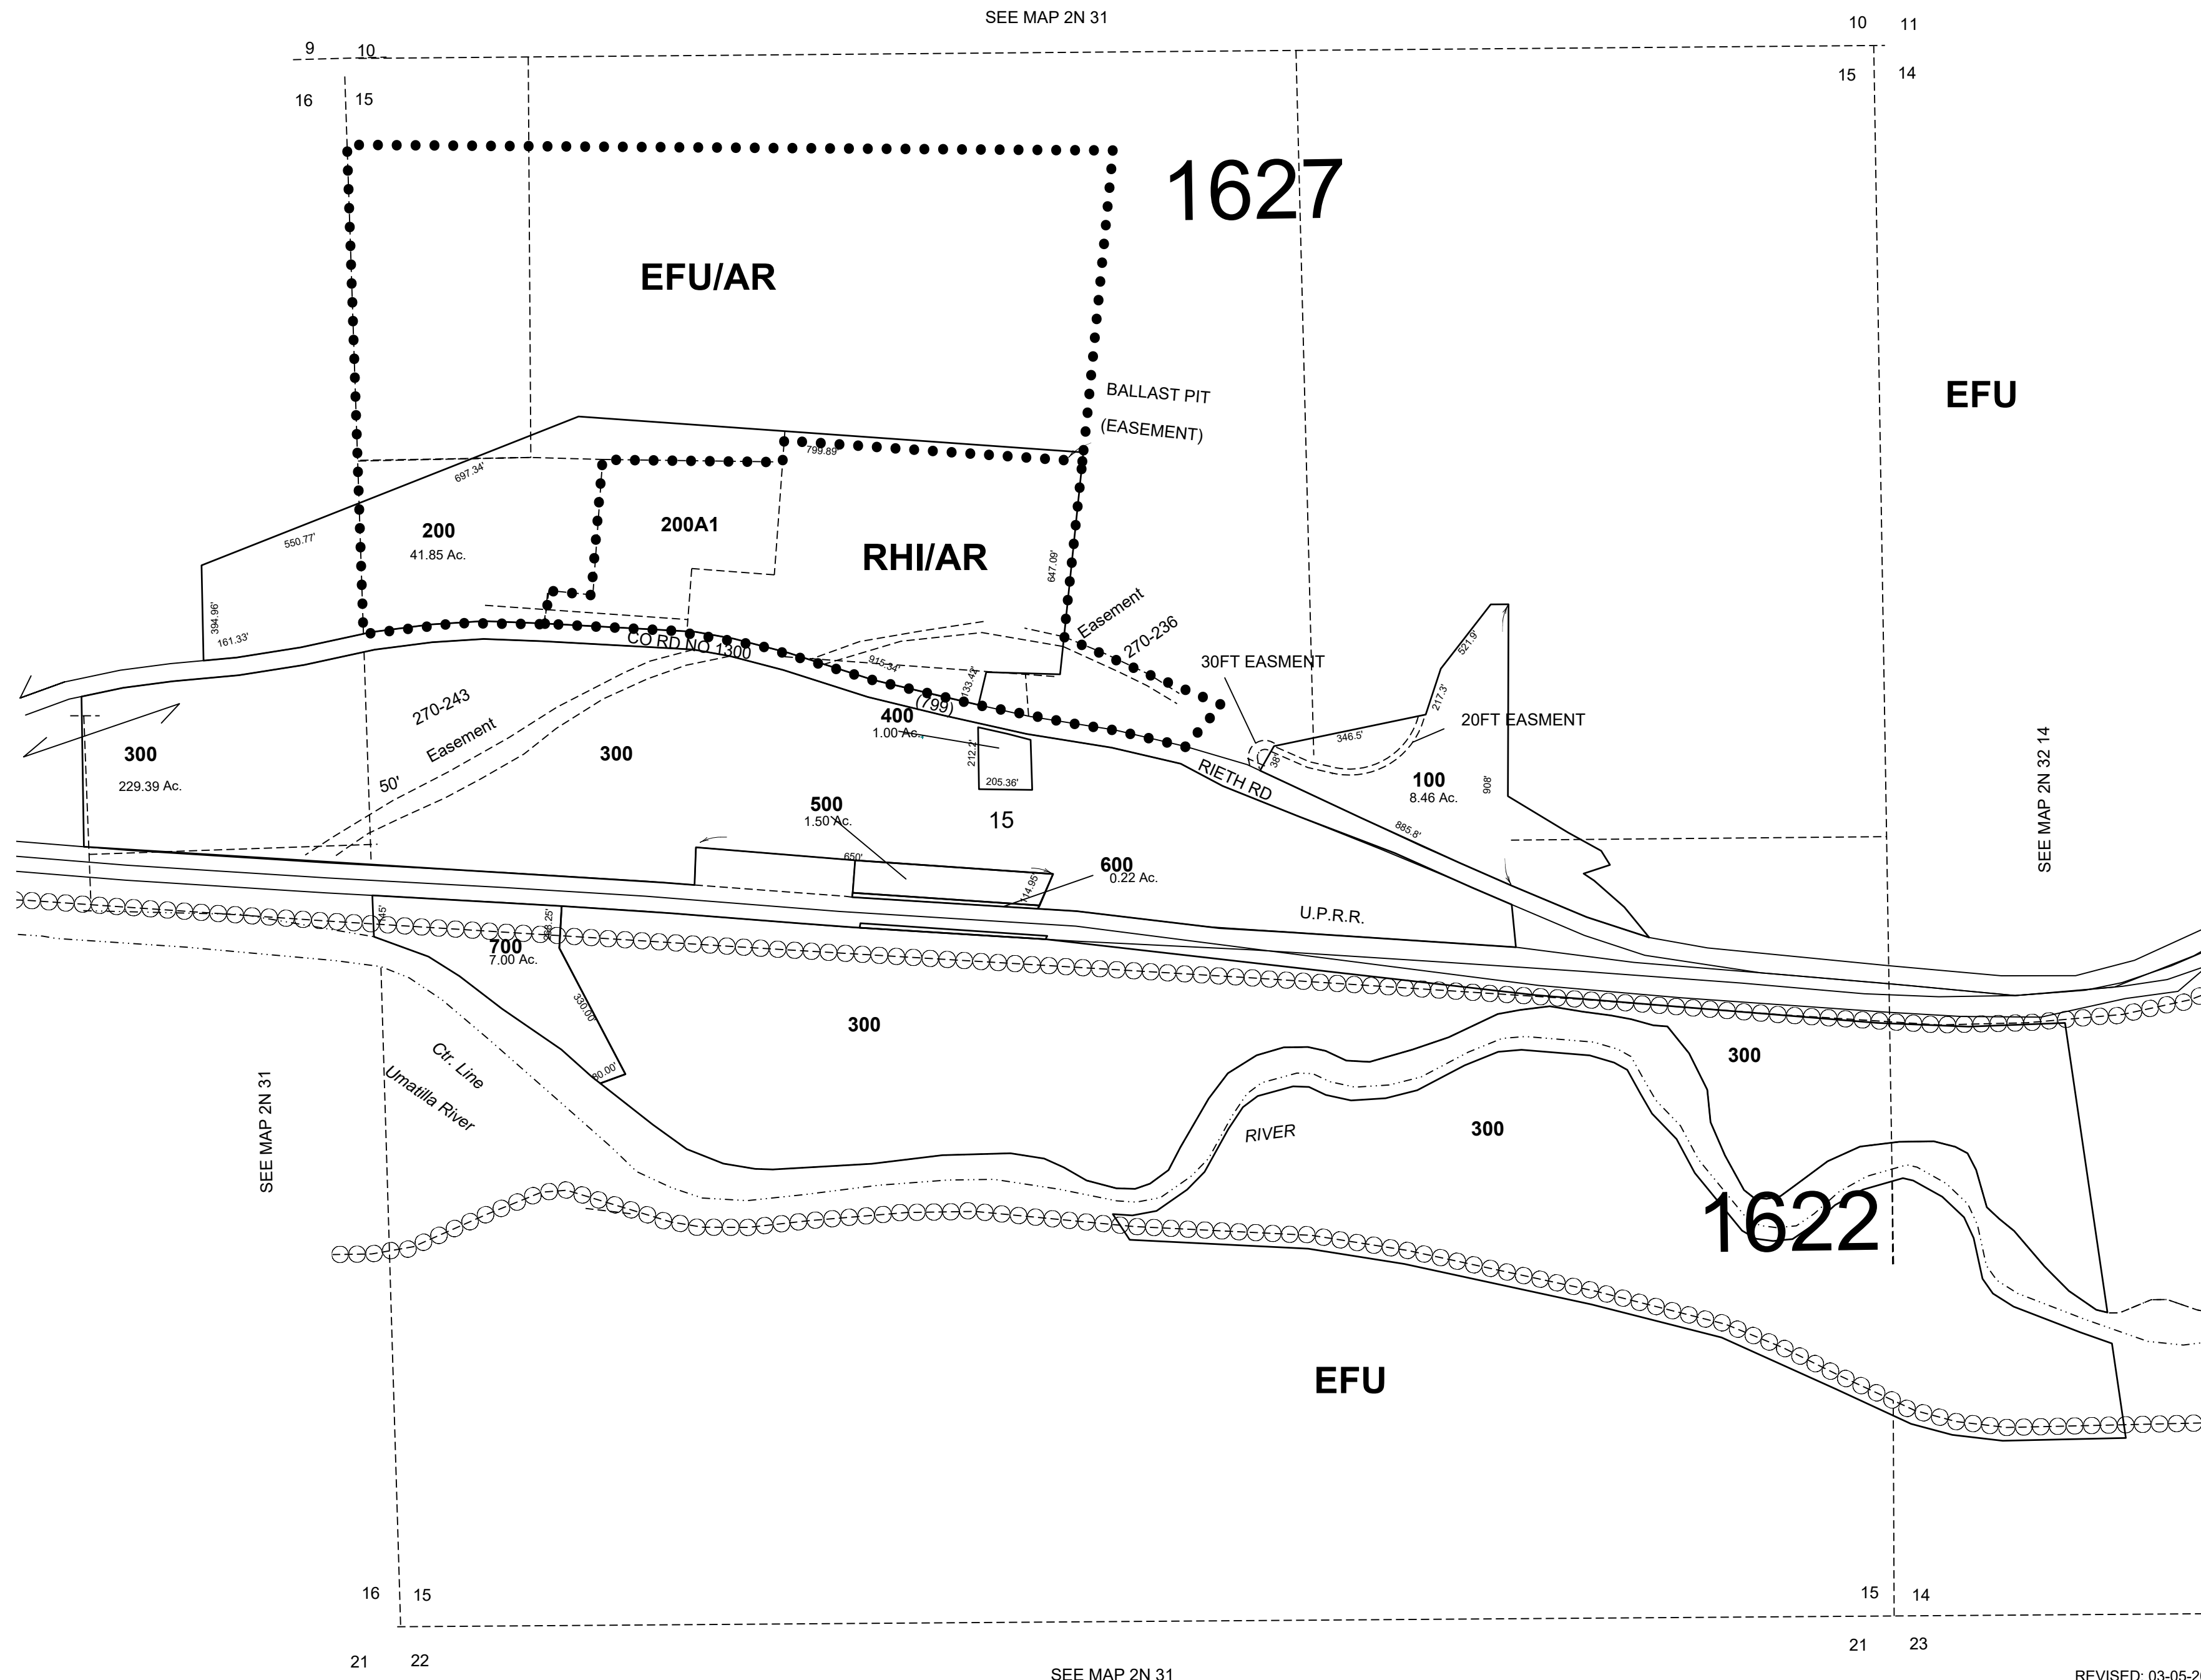 SEE MAP 2N 31
9
10
10
11
16
15
15
14
1627
EFU/AR
EFU
BALLAST PIT
(EASEMENT)
799.89'
697.34'
200
41.85 Ac.
200A1
550.77'
RHI/AR
647.09'
394.96'
161.33'
Easement
270-236
CO RD NO 1300
915.34'
133.42'
(799)
30FT EASMENT
521.9'
217.3'
20FT EASMENT
346.5'
38'
270-243
Easement
50'
300
229.39 Ac.
300
400
1.00 Ac.
212.2'
205.36'
RIETH RD
100
8.46 Ac.
908'
885.8'
SEE MAP 2N 32 14
500
1.50 Ac.
15
650'
600
0.22 Ac.
U.P.R.R.
700
7.00 Ac.
330.00'
80.00'
300
300
Ctr. Line
Umatilla River
SEE MAP 2N 31
RIVER
300
1622
EFU
16
15
15
14
21
22
21
23
SEE MAP 2N 31